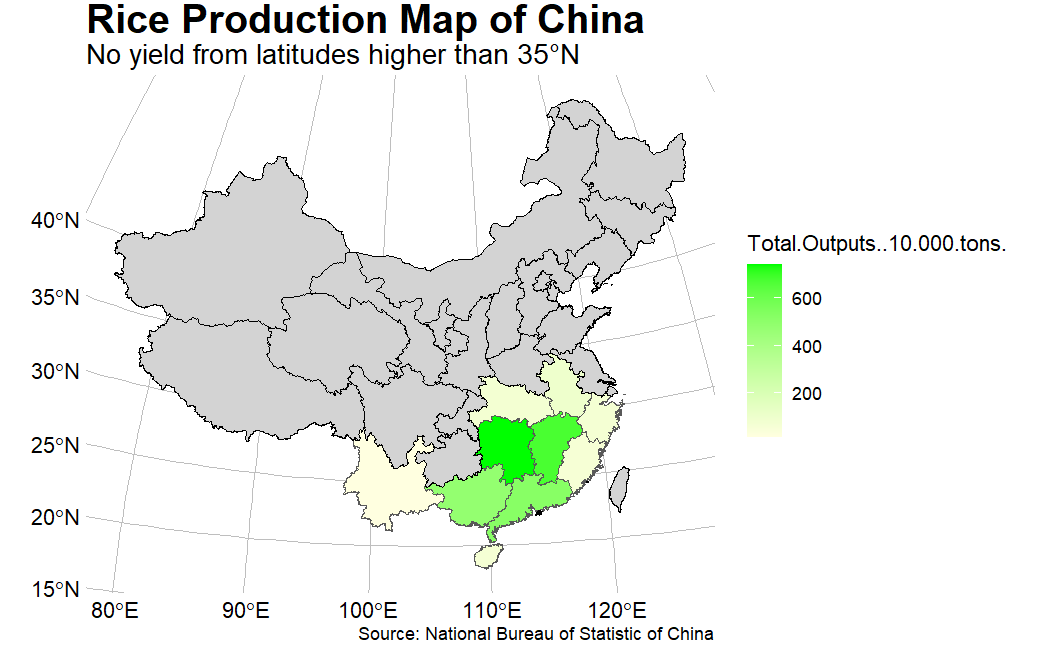 Rice Production Map of China
No yield from latitudes higher than 35°N
40°N
35°N
30°N
25°N
20°N
15°N
80°E 90°E 100°E 110°E 120°E
Total.Outputs..10.000.tons.
600
400
200
Source: National Bureau of Statistic of China